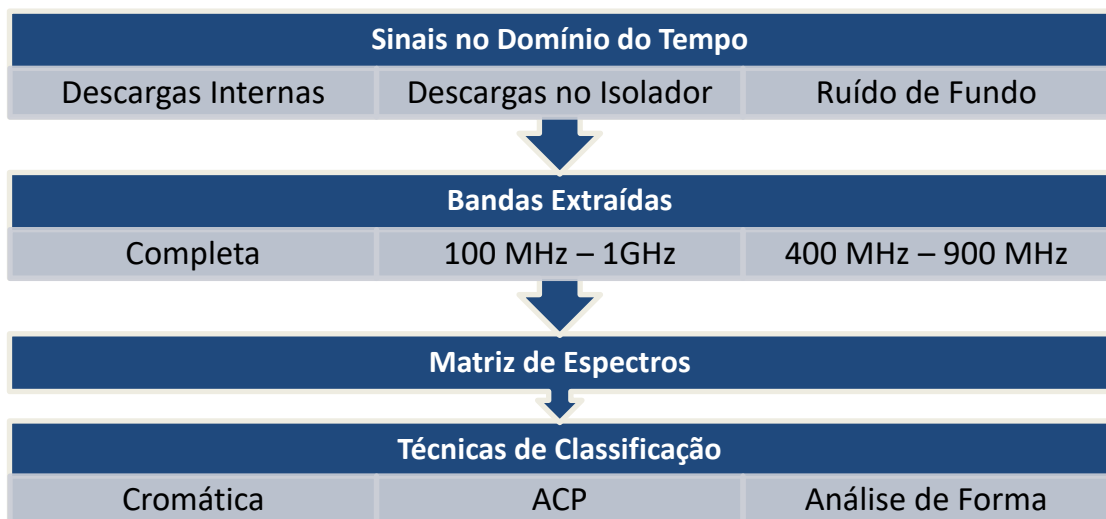 Sinais no Domínio do Tempo
Descargas Internas Descargas no Isolador Ruído de Fundo
Bandas Extraídas
Completa 100 MHz – 1GHz 400 MHz – 900 MHz
Matriz de Espectros
Técnicas de Classificação
Cromática ACP Análise de Forma